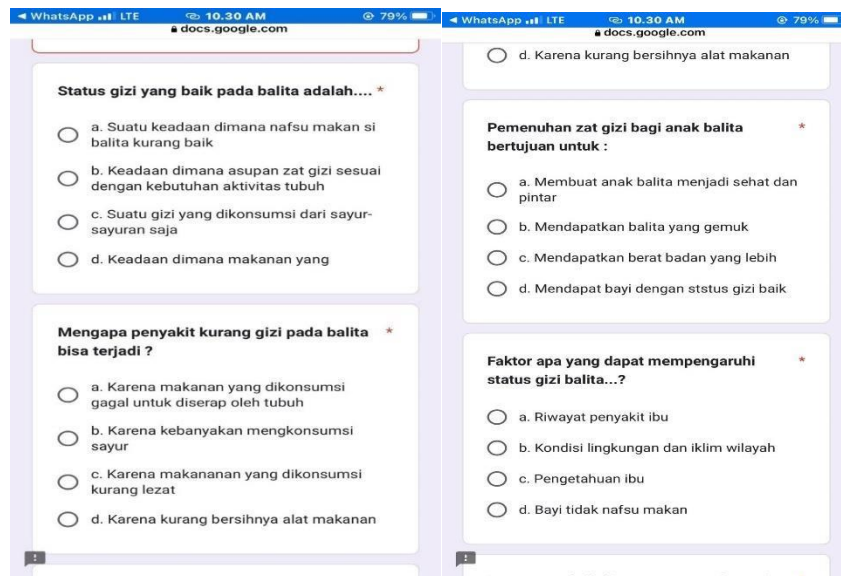 WhatsApp LTE 10.30 AM 79%
docs.google.com
Status gizi yang baik pada balita adalah.... *
a. Suatu keadaan dimana nafsu makan si
balita kurang baik
b. Keadaan dimana asupan zat gizi sesuai
dengan kebutuhan aktivitas tubuh
c. Suatu gizi yang dikonsumsi dari sayur-
sayuran saja
d. Keadaan dimana makanan yang
Mengapa penyakit kurang gizi pada balita *
bisa terjadi ?
a. Karena makanan yang dikonsumsi
gagal untuk diserap oleh tubuh
b. Karena kebanyakan mengkonsumsi
sayur
c. Karena makananan yang dikonsumsi
kurang lezat
d. Karena kurang bersihnya alat makanan
WhatsApp LTE 10.30 AM 79%
docs.google.com
d. Karena kurang bersihnya alat makanan
Pemenuhan zat gizi bagi anak balita *
bertujuan untuk :
a. Membuat anak balita menjadi sehat dan
pintar
b. Mendapatkan balita yang gemuk
c. Mendapatkan berat badan yang lebih
d. Mendapat bayi dengan ststus gizi baik
Faktor apa yang dapat mempengaruhi *
status gizi balita...?
a. Riwayat penyakit ibu
b. Kondisi lingkungan dan iklim wilayah
c. Pengetahuan ibu
d. Bayi tidak nafsu makan